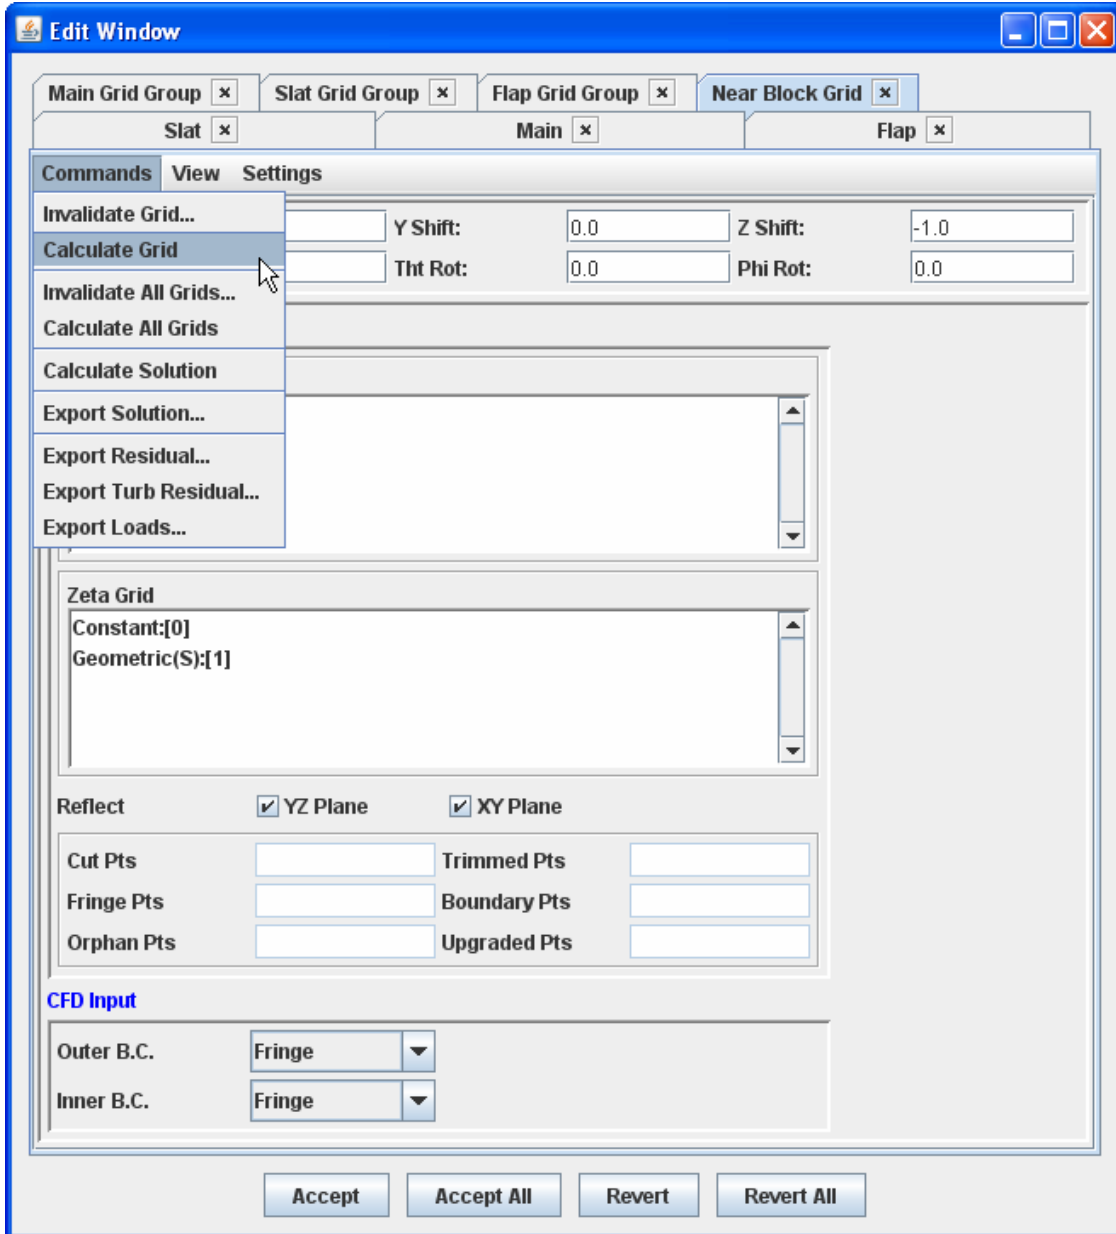 Edit Window
Main Grid Group Slat Grid Group Flap Grid Group Near Block Grid
Slat Main Flap
Commands View Settings
Invalidate Grid...
Y Shift: 0.0 Z Shift: -1.0
Calculate Grid
Tht Rot: 0.0 Phi Rot: 0.0
Invalidate All Grids...
Calculate All Grids
Calculate Solution
Export Solution...
Export Residual...
Export Turb Residual...
Export Loads...
Zeta Grid
Constant:[0]
Geometric(S):[1]
Reflect YZ Plane XY Plane
Cut Pts Trimmed Pts
Fringe Pts Boundary Pts
Orphan Pts Upgraded Pts
CFD Input
Outer B.C. Fringe
Inner B.C. Fringe
Accept Accept All Revert Revert All